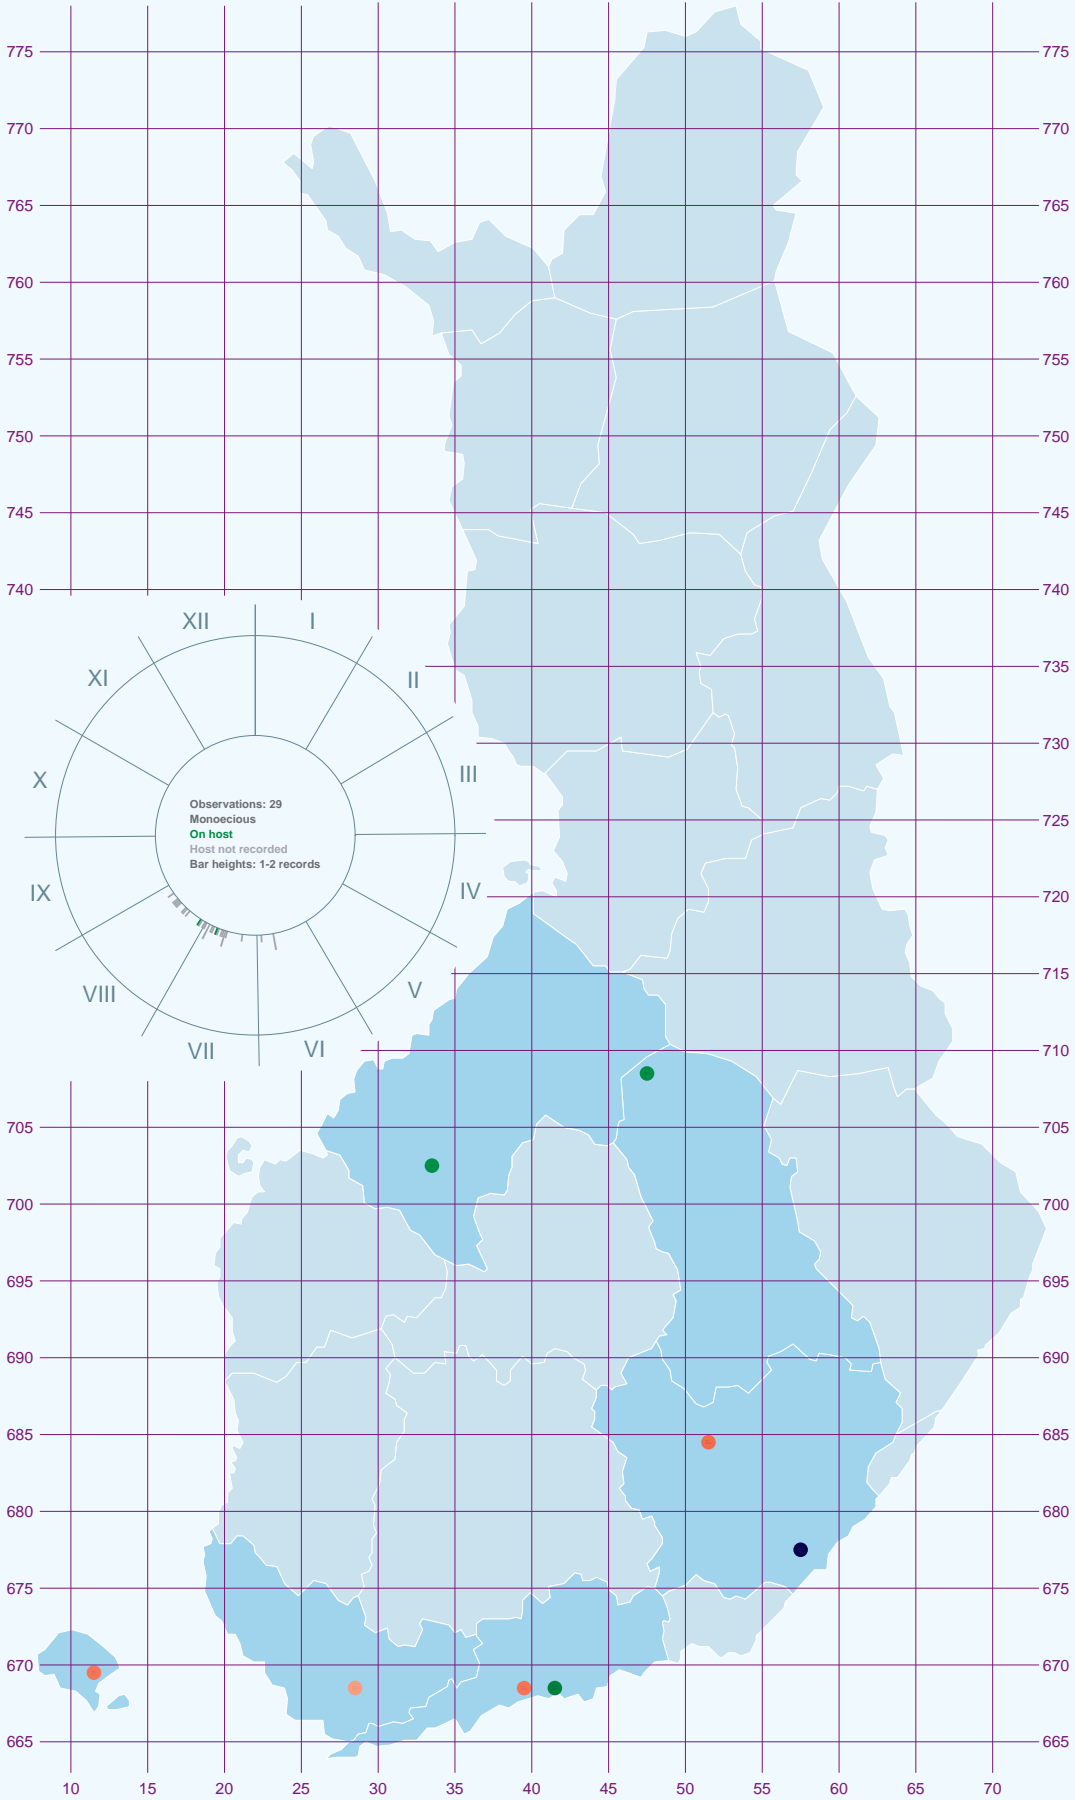 775 775
770 770
765 765
760 760
755 755
750 750
745 745
740 740
XII I
735
XI II
730
X III
Observations: 29
Monoecious
On host
Host not recorded
Bar heights: 1-2 records
725
IX IV
720
VIII V
715
VII VI
710
705 705
700 700
695 695
690 690
685 685
680 680
675 675
670 670
665 665
10 15 20 25 30 35 40 45 50 55 60 65 70